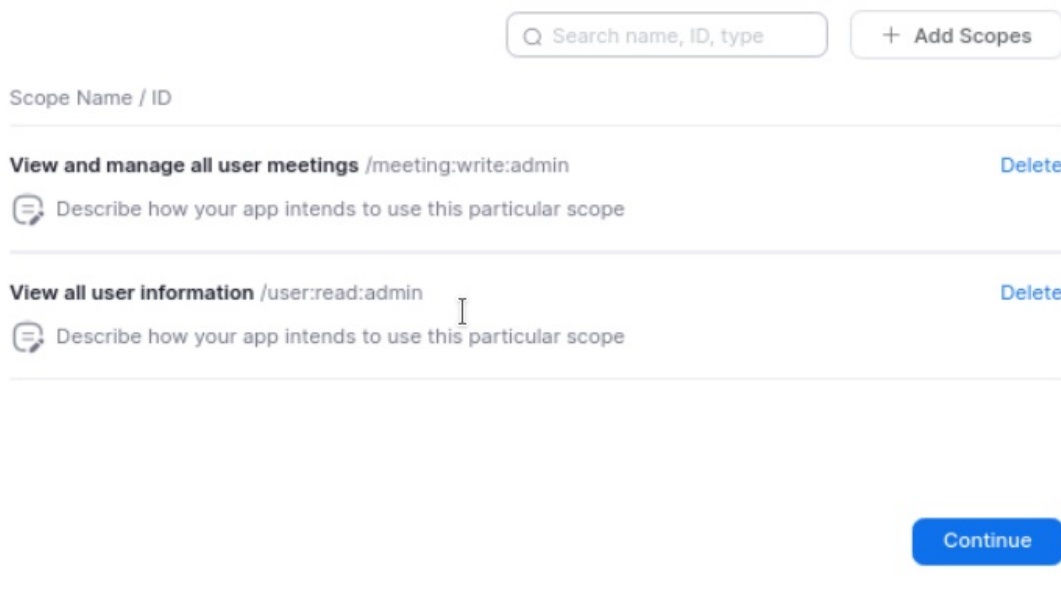 Search name, ID, type
+ Add Scopes
Scope Name / ID
View and manage all user meetings /meeting:write:admin
Delete
Describe how your app intends to use this particular scope
View all user information /user:read:admin
Delete
Describe how your app intends to use this particular scope
Continue